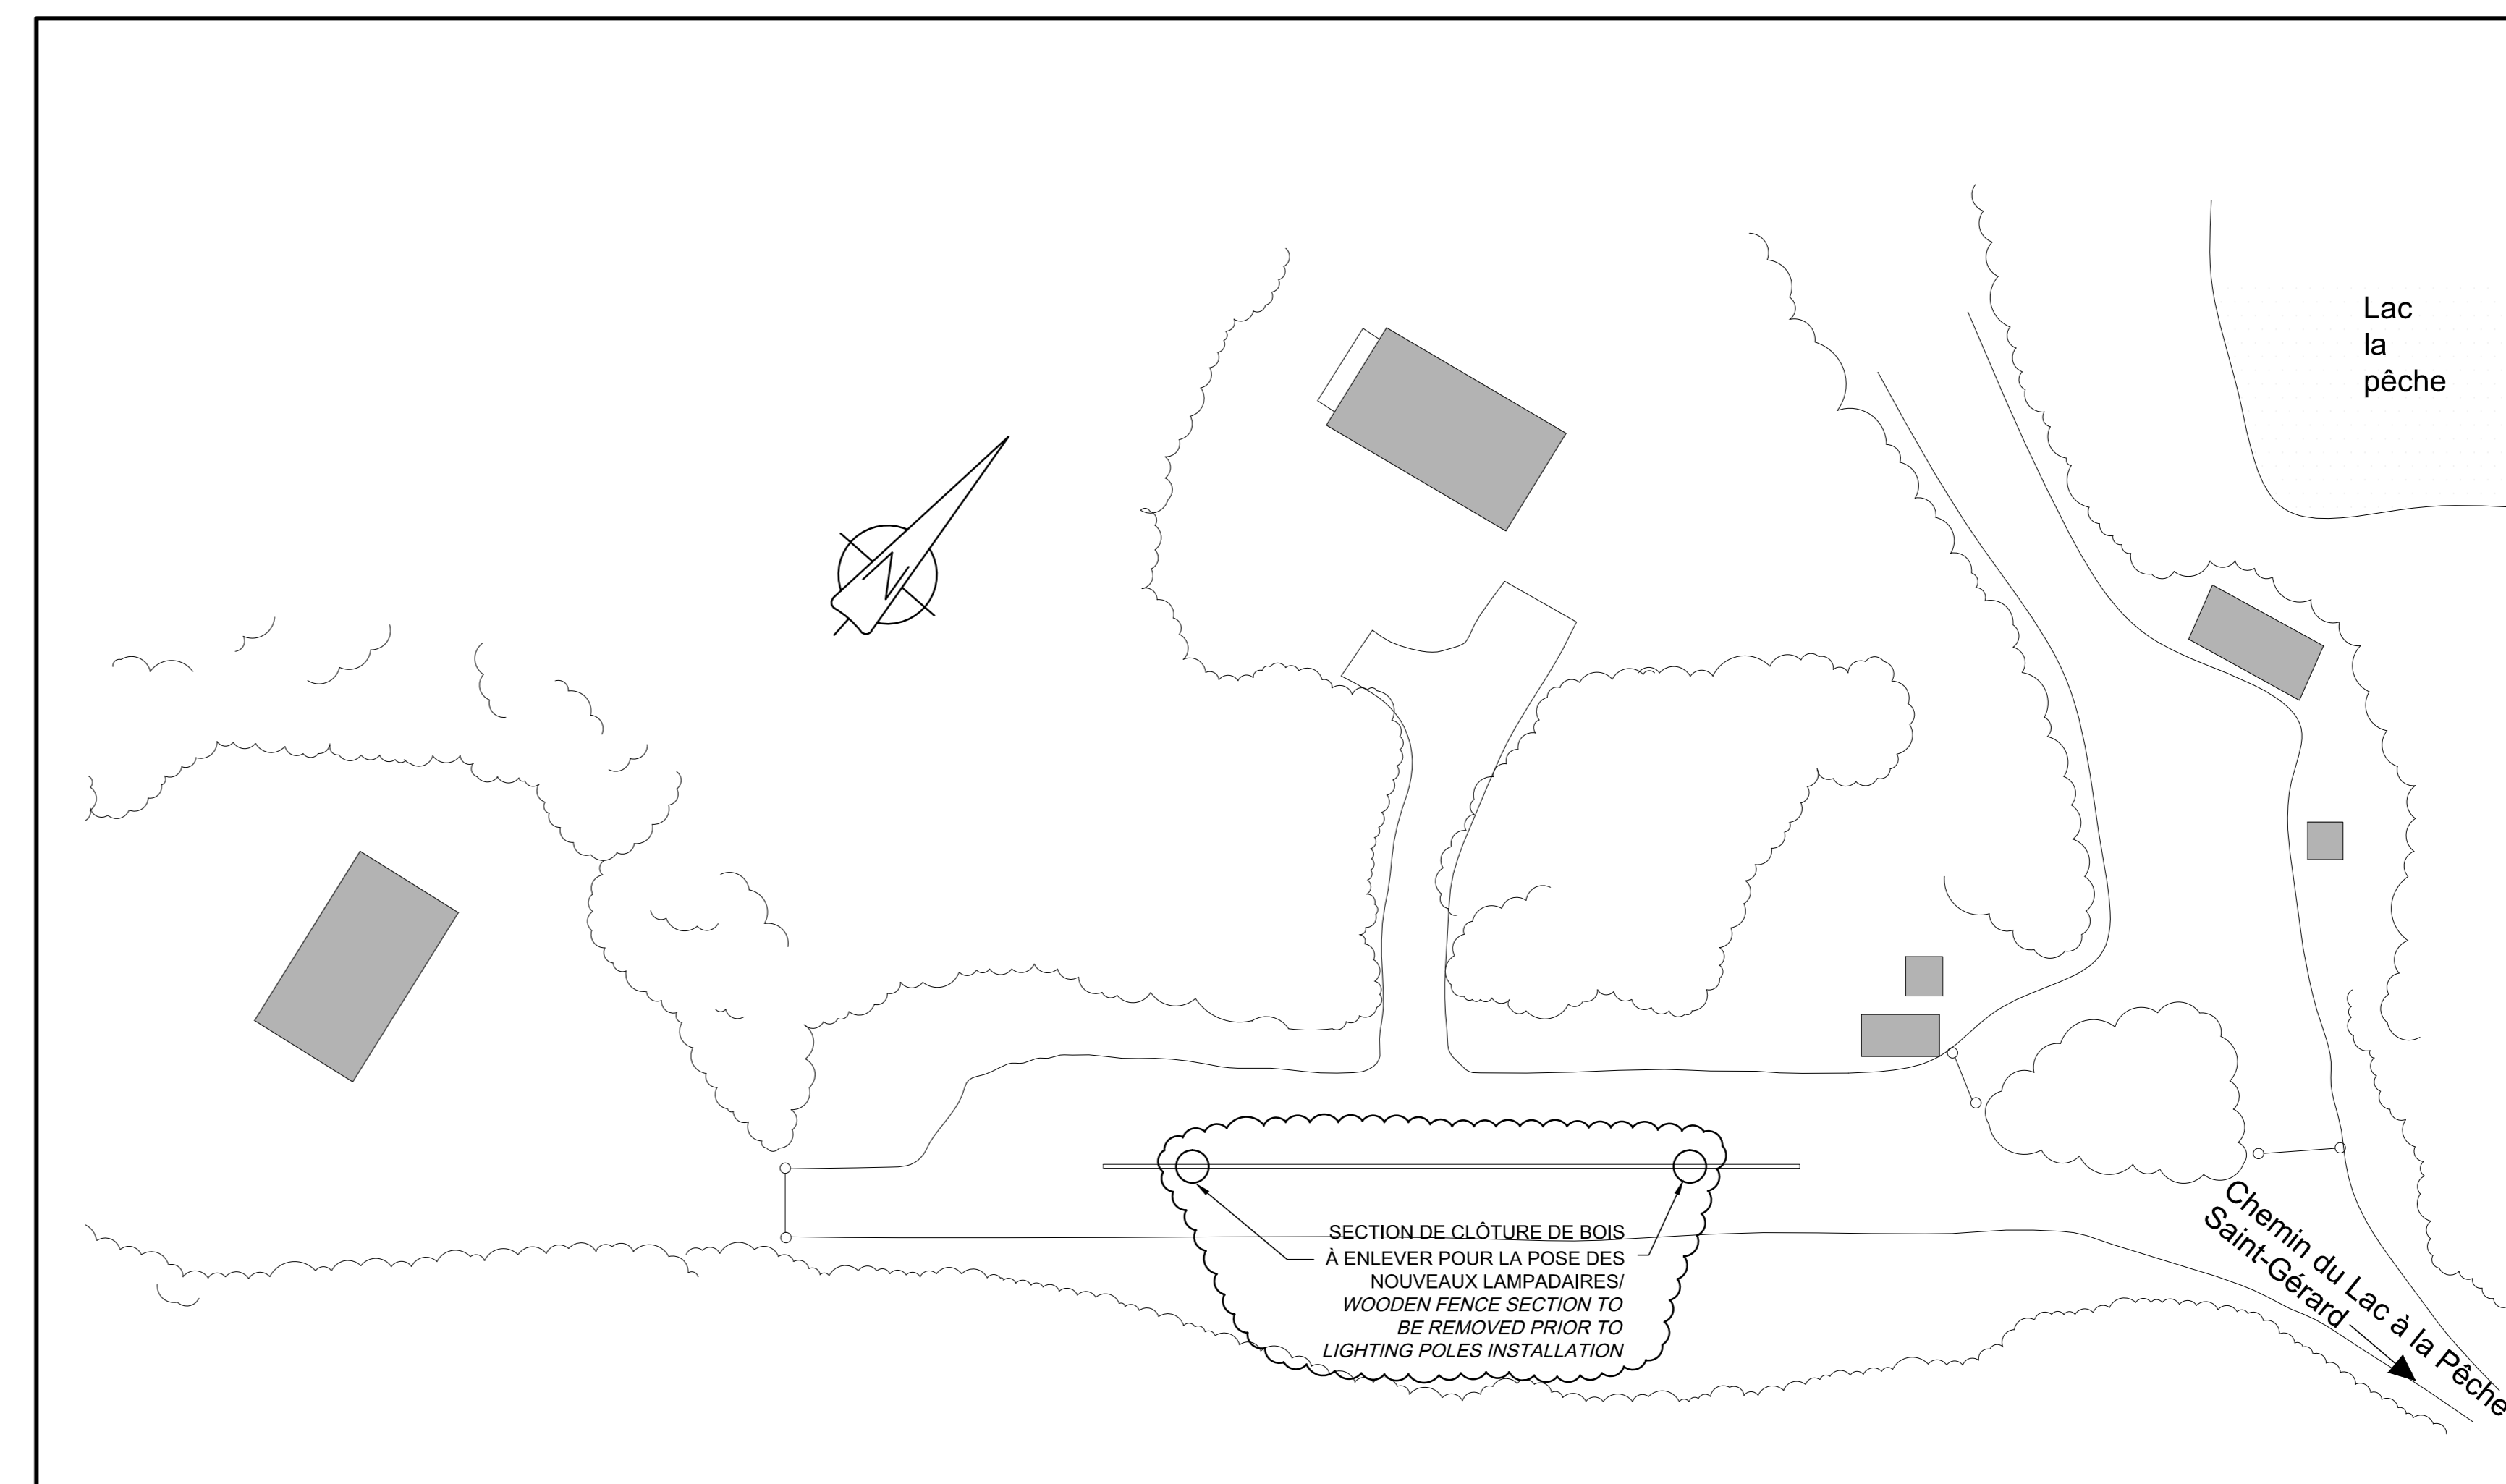 Lac
la
pêche
N
SECTION DE CLÔTURE DE BOIS
À ENLEVER POUR LA POSE DES
NOUVEAUX LAMPADAIRES/
WOODEN FENCE SECTION TO
BE REMOVED PRIOR TO
LIGHTING POLES INSTALLATION
Chemin du Lac à la Pêche
Saint-Gérard